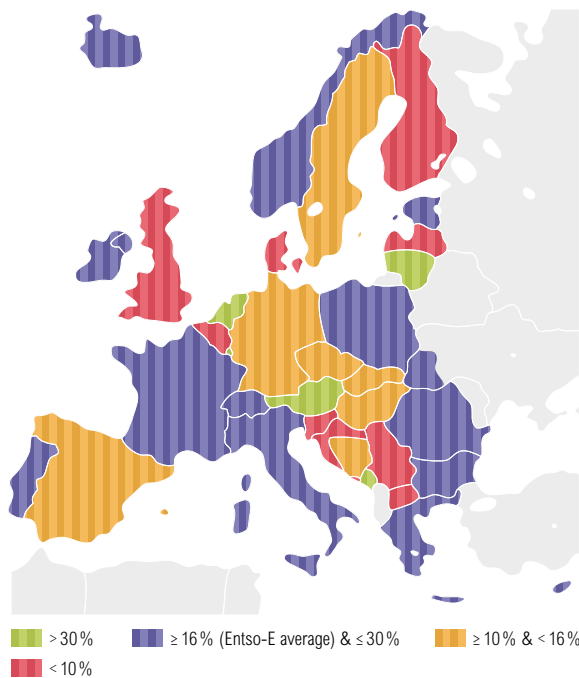 > 30 % ≥ 16 % (Entso-E average) & ≤ 30 % ≥ 10 % & < 16 %
< 10 %